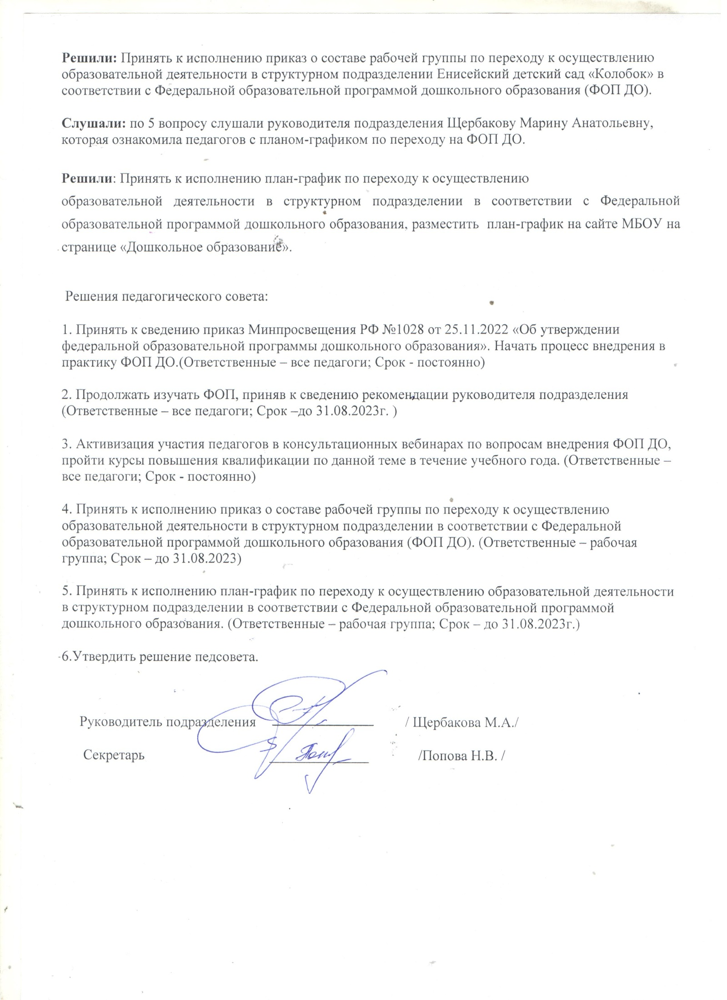 Решили: Принять к исполнению приказ о составе рабочей группы по переходу к осуществлению
образовательной деятельности в структурном подразделении Енисейский детский сад «Колобок» в
соответствии с Федеральной образовательной программой дошкольного образования (ФОП ДО).
Слушали: по 5 вопросу слушали руководителя подразделения Щербакову Марину Анатольевну,
которая ознакомила педагогов с планом-графиком по переходу на ФОП ДО.
Решили: Принять к исполнению план-график по переходу к осуществлению
образовательной деятельности в структурном подразделении в соответствии с Федеральной
образовательной программой дошкольного образования, разместить план-график на сайте МБОУ на
странице «Дошкольное образование».
Решения педагогического совета:
1. Принять к сведению приказ Минпросвещения РФ №1028 от 25.11.2022 «Об утверждении
федеральной образовательной программы дошкольного образования». Начать процесс внедрения в
практику ФОП ДО.(Ответственные – все педагоги; Срок - постоянно)
2. Продолжать изучать ФОП, приняв к сведению рекомендации руководителя подразделения
(Ответственные – все педагоги; Срок –до 31.08.2023г. )
3. Активизация участия педагогов в консультационных вебинарах по вопросам внедрения ФОП ДО,
пройти курсы повышения квалификации по данной теме в течение учебного года. (Ответственные –
все педагоги; Срок - постоянно)
4. Принять к исполнению приказ о составе рабочей группы по переходу к осуществлению
образовательной деятельности в структурном подразделении в соответствии с Федеральной
образовательной программой дошкольного образования (ФОП ДО). (Ответственные – рабочая
группа; Срок – до 31.08.2023)
5. Принять к исполнению план-график по переходу к осуществлению образовательной деятельности
в структурном подразделении в соответствии с Федеральной образовательной программой
дошкольного образования. (Ответственные – рабочая группа; Срок – до 31.08.2023г.)
6.Утвердить решение педсовета.
Руководитель подразделения / Щербакова М.А./
Секретарь /Попова Н.В. /